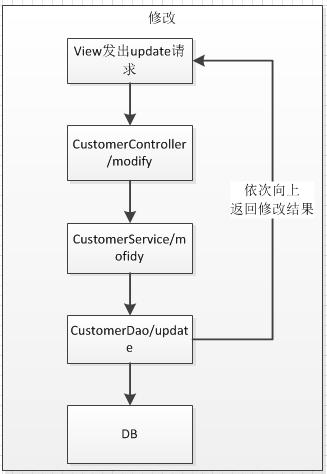 修改
View发出update请
求
CustomerController
/modify
CustomerService/m
ofidy
依次向上
返回修改结果
CustomerDao/updat
e
DB